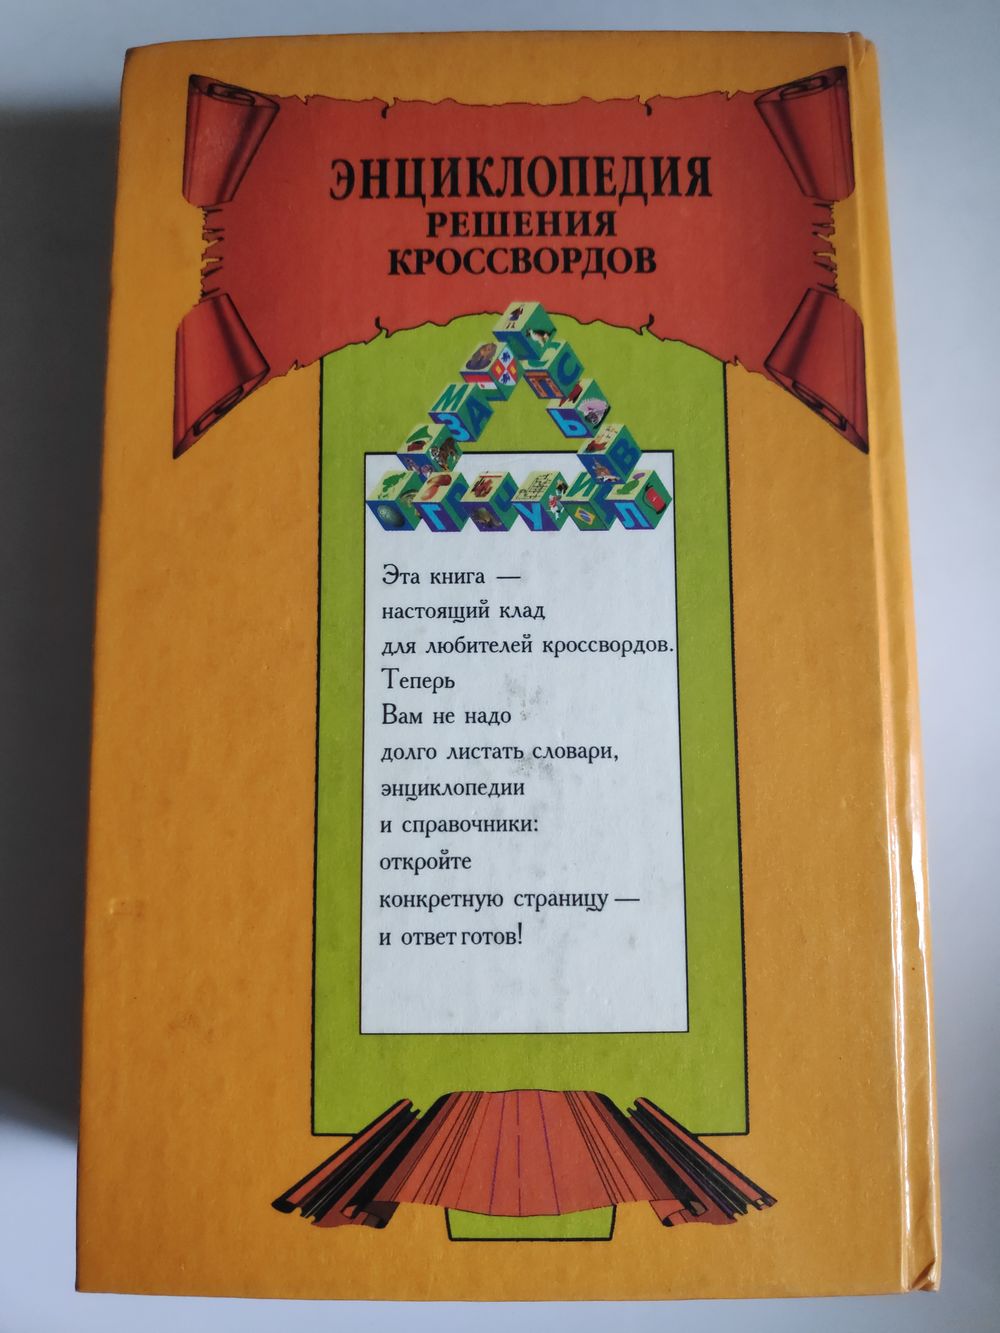 ЭНЦИКЛОПЕДИЯ
РЕШЕНИЯ
КРОССВОРДОВ
Эта книга —
настоящий клад
для любителей кроссвордов.
Теперь
Вам не надо
долго листать словари,
энциклопедии
и справочники:
откройте
конкретную страницу —
и ответ готов!